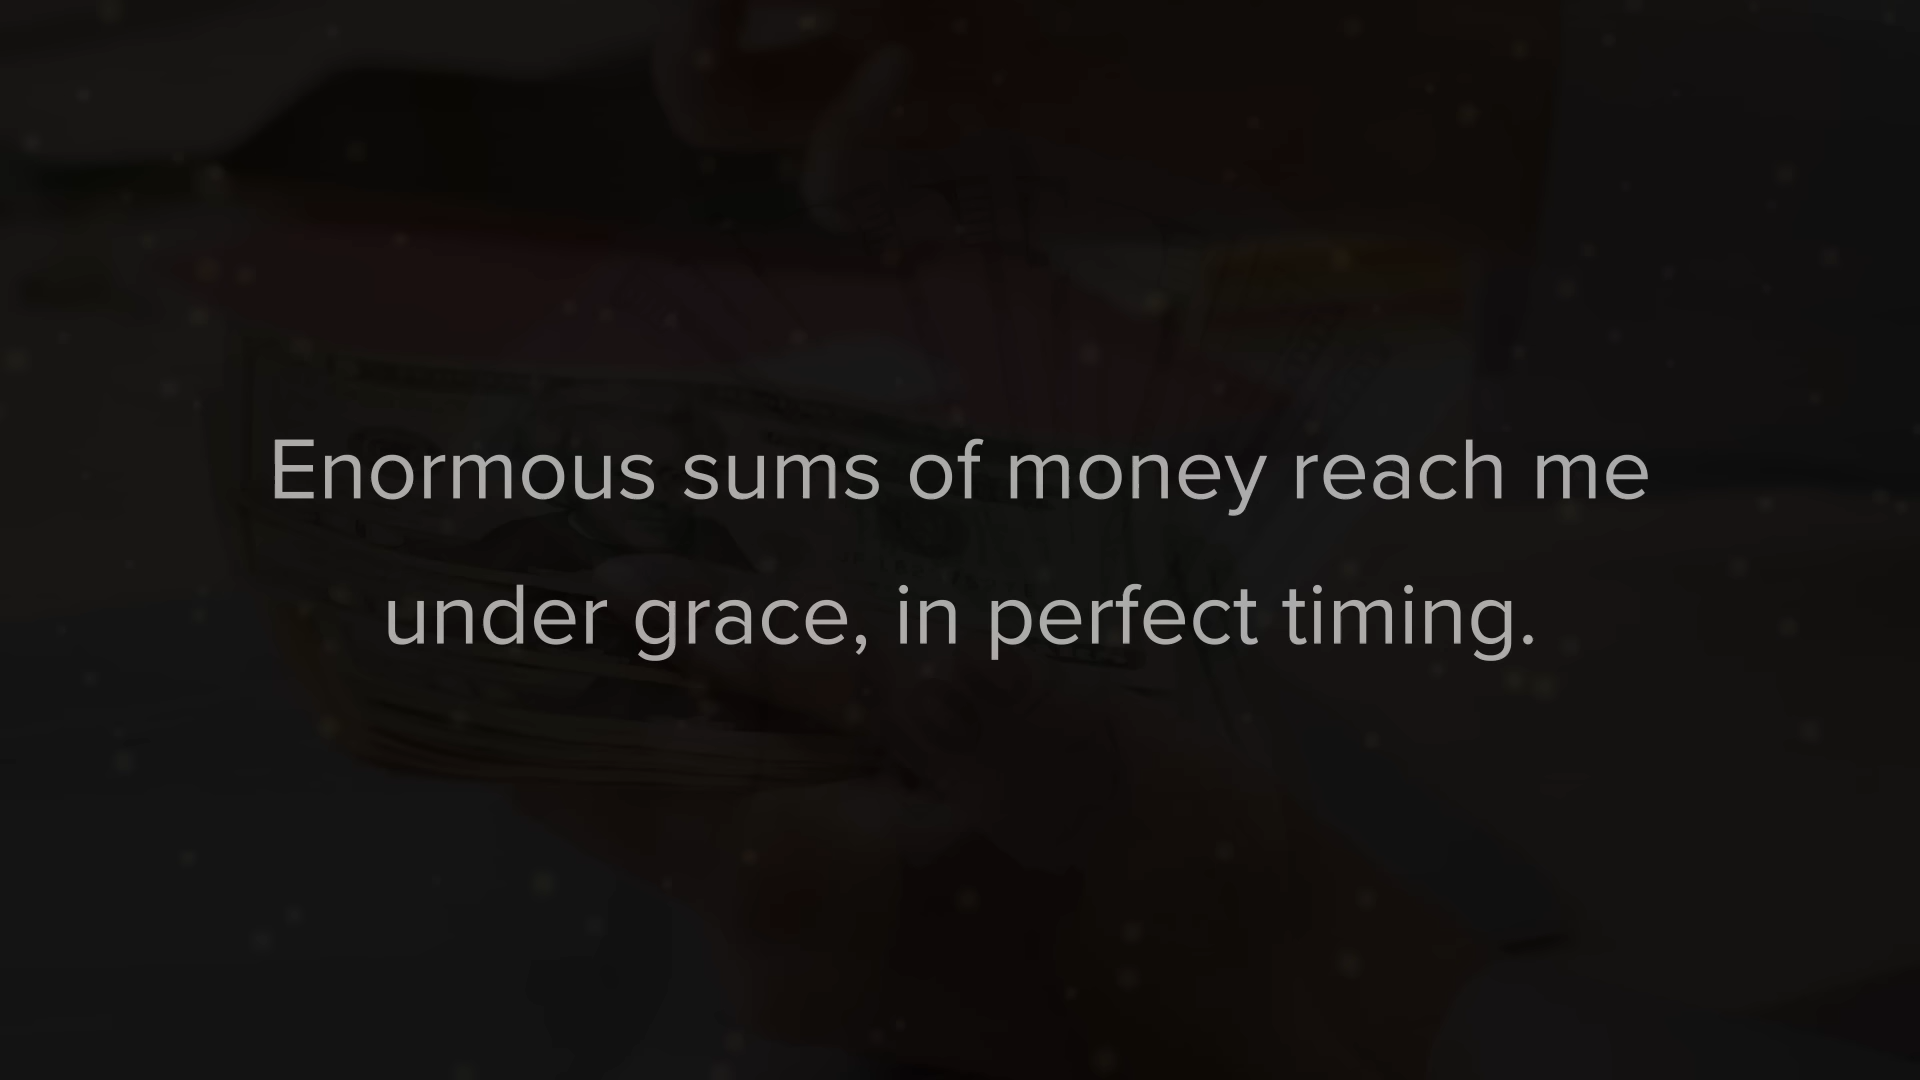 Enormous sums of money reach me
under grace, in perfect timing.